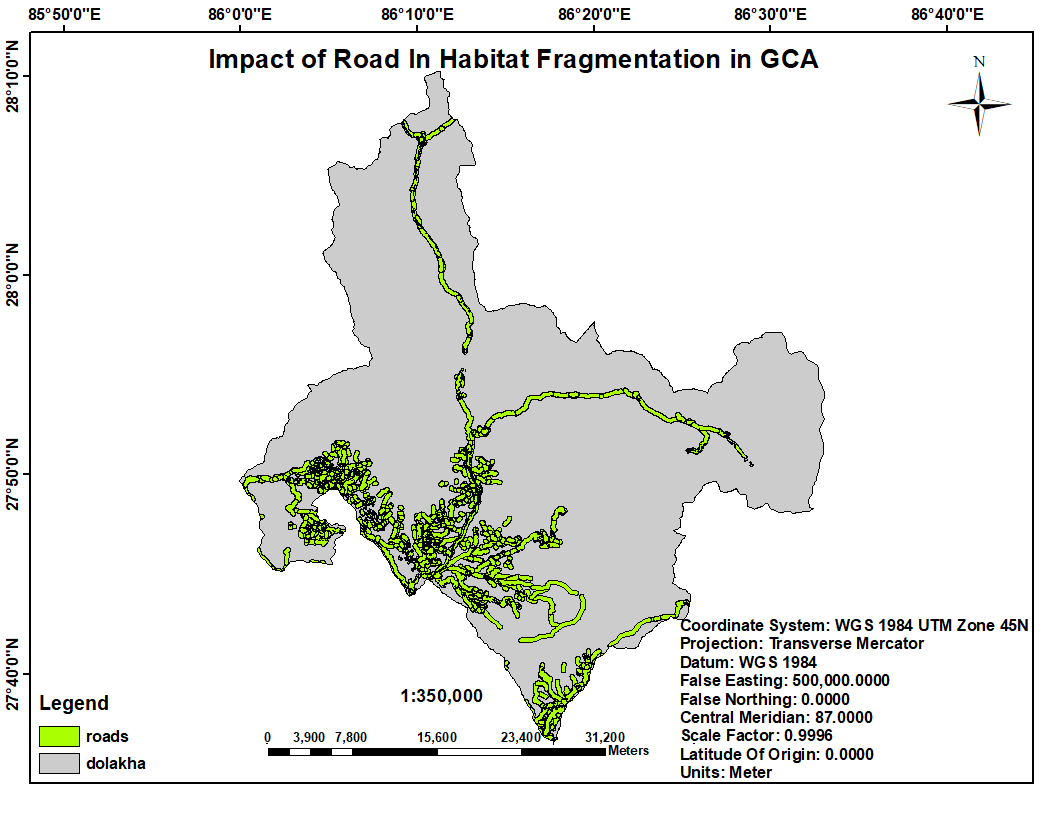 85°50'0"E 86°0'0"E 86°10'0"E 86°20'0"E 86°30'0"E 86°40'0"E
Impact of Road In Habitat Fragmentation in GCA
N
28°10'0"N
28°0'0"N
27°50'0"N
27°40'0"N
Coordinate System: WGS 1984 UTM Zone 45N
Projection: Transverse Mercator
Datum: WGS 1984
False Easting: 500,000.0000
False Northing: 0.0000
Central Meridian: 87.0000
Scale Factor: 0.9996
Latitude Of Origin: 0.0000
Units: Meter
1:350,000
0 3,900 7,800 15,600 23,400 31,200
Meters
Legend
roads
dolakha